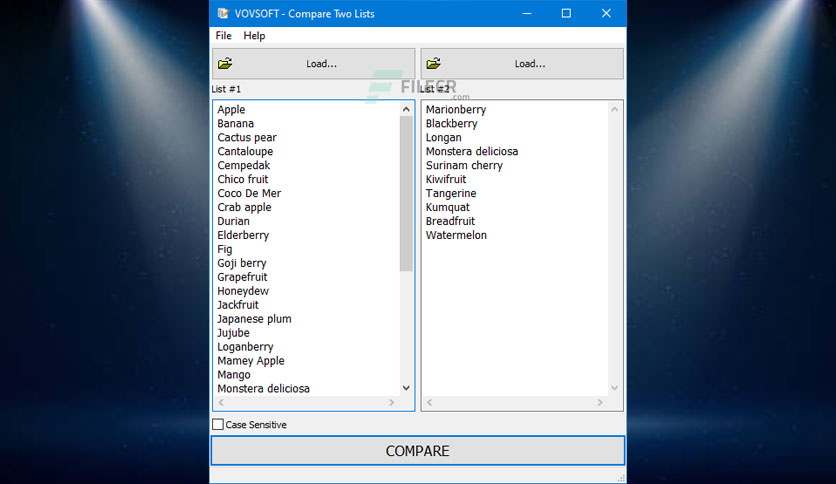 VOVSOFT - Compare Two Lists
File Help
Load... Load...
FILECR
.com
List #1 List #2
Apple
Banana
Cactus pear
Cantaloupe
Cempedak
Chico fruit
Coco De Mer
Crab apple
Durian
Elderberry
Fig
Goji berry
Grapefruit
Honeydew
Jackfruit
Japanese plum
Jujube
Loganberry
Mamey Apple
Mango
Monstera deliciosa
Marionberry
Blackberry
Longan
Monstera deliciosa
Surinam cherry
Kiwifruit
Tangerine
Kumquat
Breadfruit
Watermelon
Case Sensitive
COMPARE